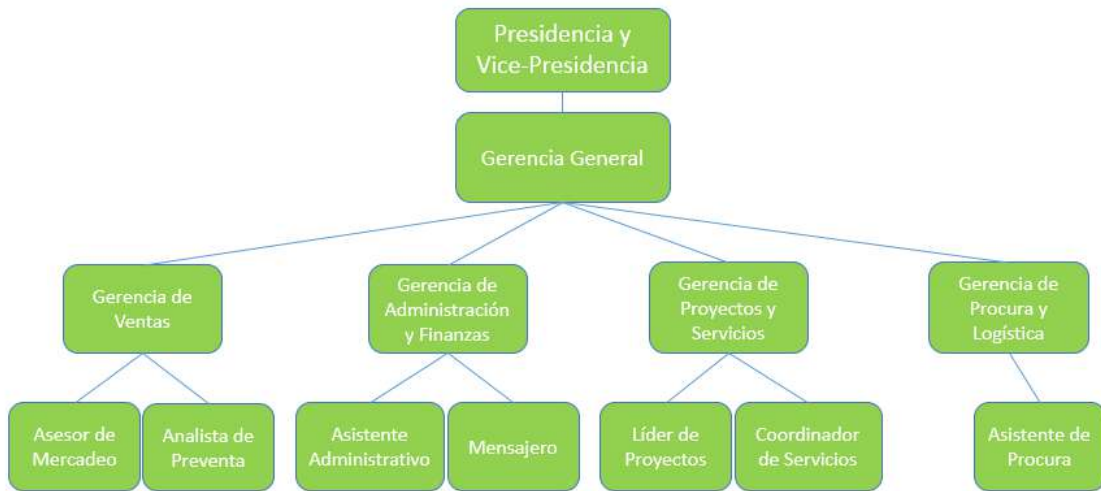 Presidencia y
Vice-Presidencia
Gerencia General
Gerencia de
Ventas
Gerencia de
Administración
y Finanzas
Gerencia de
Proyectos y
Servicios
Gerencia de
Procura y
Logística
Asesor de
Mercadeo
Analista de
Preventa
Asistente
Administrativo
Mensajero
Líder de
Proyectos
Coordinador
de Servicios
Asistente de
Procura